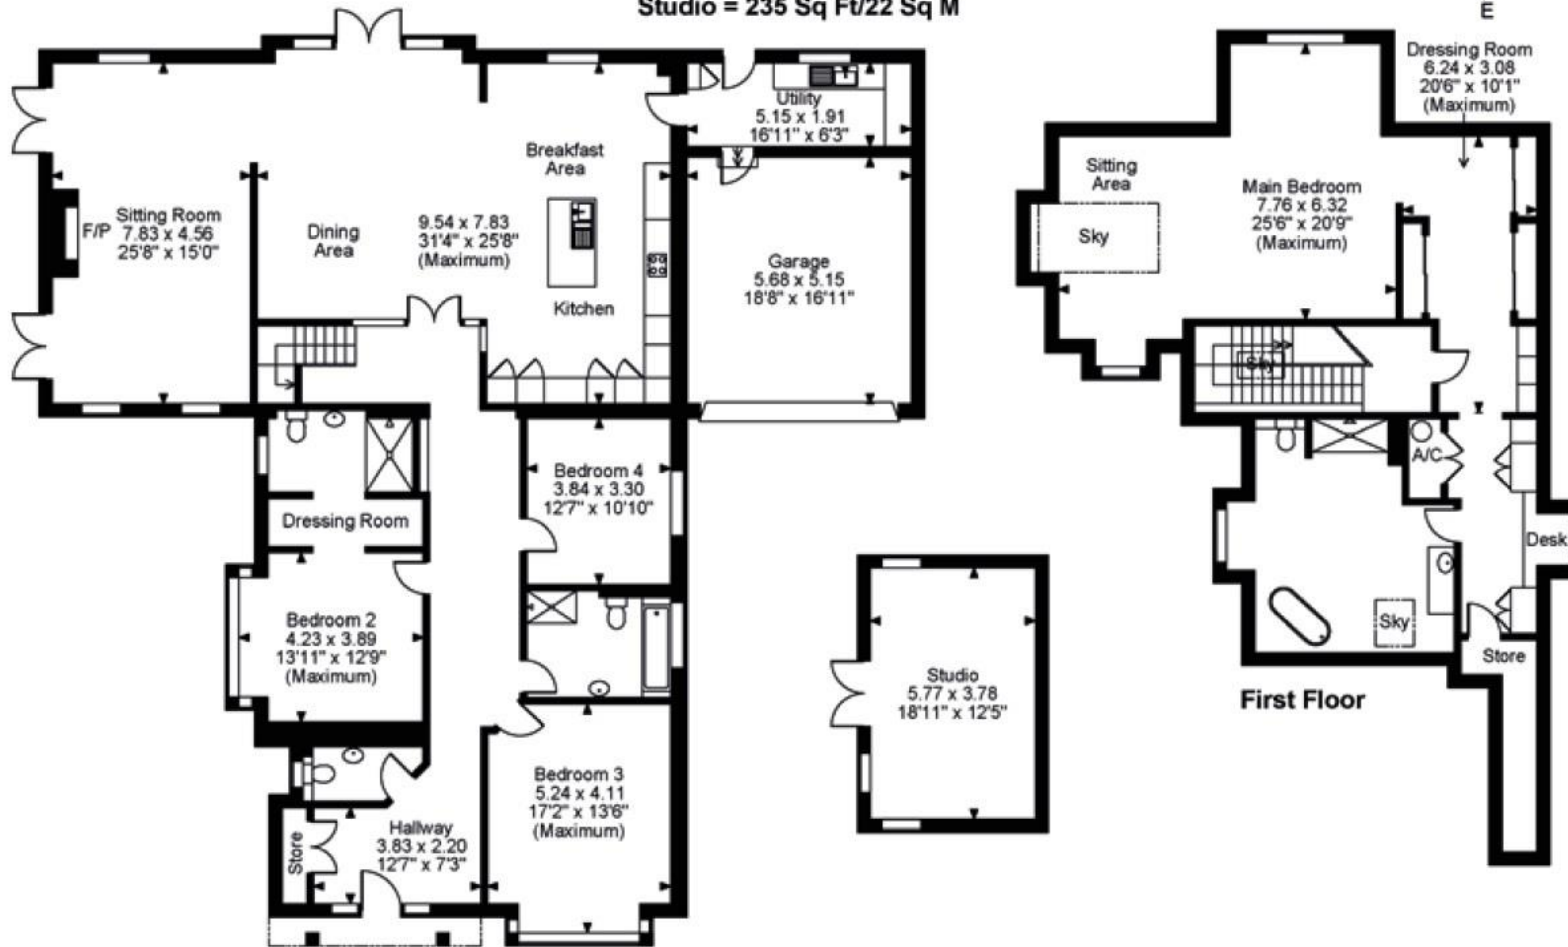 Studio = 235 Sq Ft/22 Sq M
E
Dressing Room
6.24 x 3.08
20'6" x 10'1"
(Maximum)
Utility
5.15 x 1.91
16'11" x 6'3"
Breakfast
Area
Sitting Room
7.83 x 4.56
25'8" x 15'0"
F/P
Dining
Area
9.54 x 7.83
31'4" x 25'8"
(Maximum)
Kitchen
Garage
5.68 x 5.15
18'8" x 16'11"
Sitting
Area
Sky
Main Bedroom
7.76 x 6.32
25'6" x 20'9"
(Maximum)
Sky
A/C
Desk
Sky
Store
First Floor
Bedroom 4
3.84 x 3.30
12'7" x 10'10"
Dressing Room
Bedroom 2
4.23 x 3.89
13'11" x 12'9"
(Maximum)
Studio
5.77 x 3.78
18'11" x 12'5"
Bedroom 3
5.24 x 4.11
17'2" x 13'6"
(Maximum)
Store
Hallway
3.83 x 2.20
12'7" x 7'3"